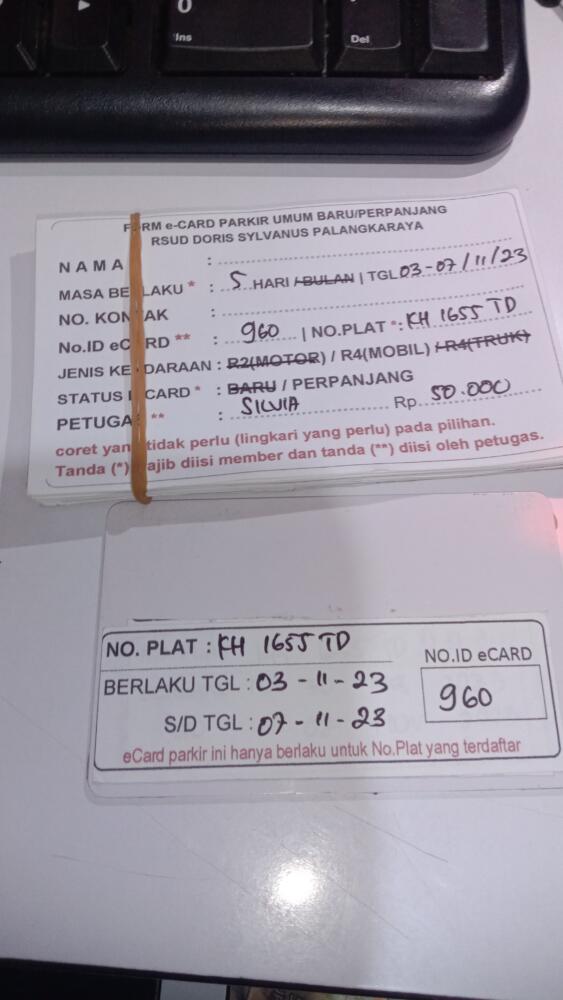 0
Ins
Del
F RM e-CARD PARKIR UMUM BARU/PERPANJANG
RSUD DORIS SYLVANUS PALANGKARAYA
NAMA :
MASA BE LAKU * : 5 HARI /BULAN | TGL 03-07/11/23
NO. KON AK :
No.ID eC RD ** : 960 | NO.PLAT *: KH 1655 TD
JENIS KE DARAAN : R2(MOTOR) / R4(MOBIL) / R4(TRUK)
STATUS CARD * : BARU / PERPANJANG
PETUGA ** : SILVIA Rp. 50.000
coret yan tidak perlu (lingkari yang perlu) pada pilihan.
Tanda (*) ajib diisi member dan tanda (**) diisi oleh petugas.
NO. PLAT : KH 1655 TD
NO.ID eCARD
BERLAKU TGL : 03 - 11 - 23
960
S/D TGL : 07 - 11 - 23
eCard parkir ini hanya berlaku untuk No.Plat yang terdaftar